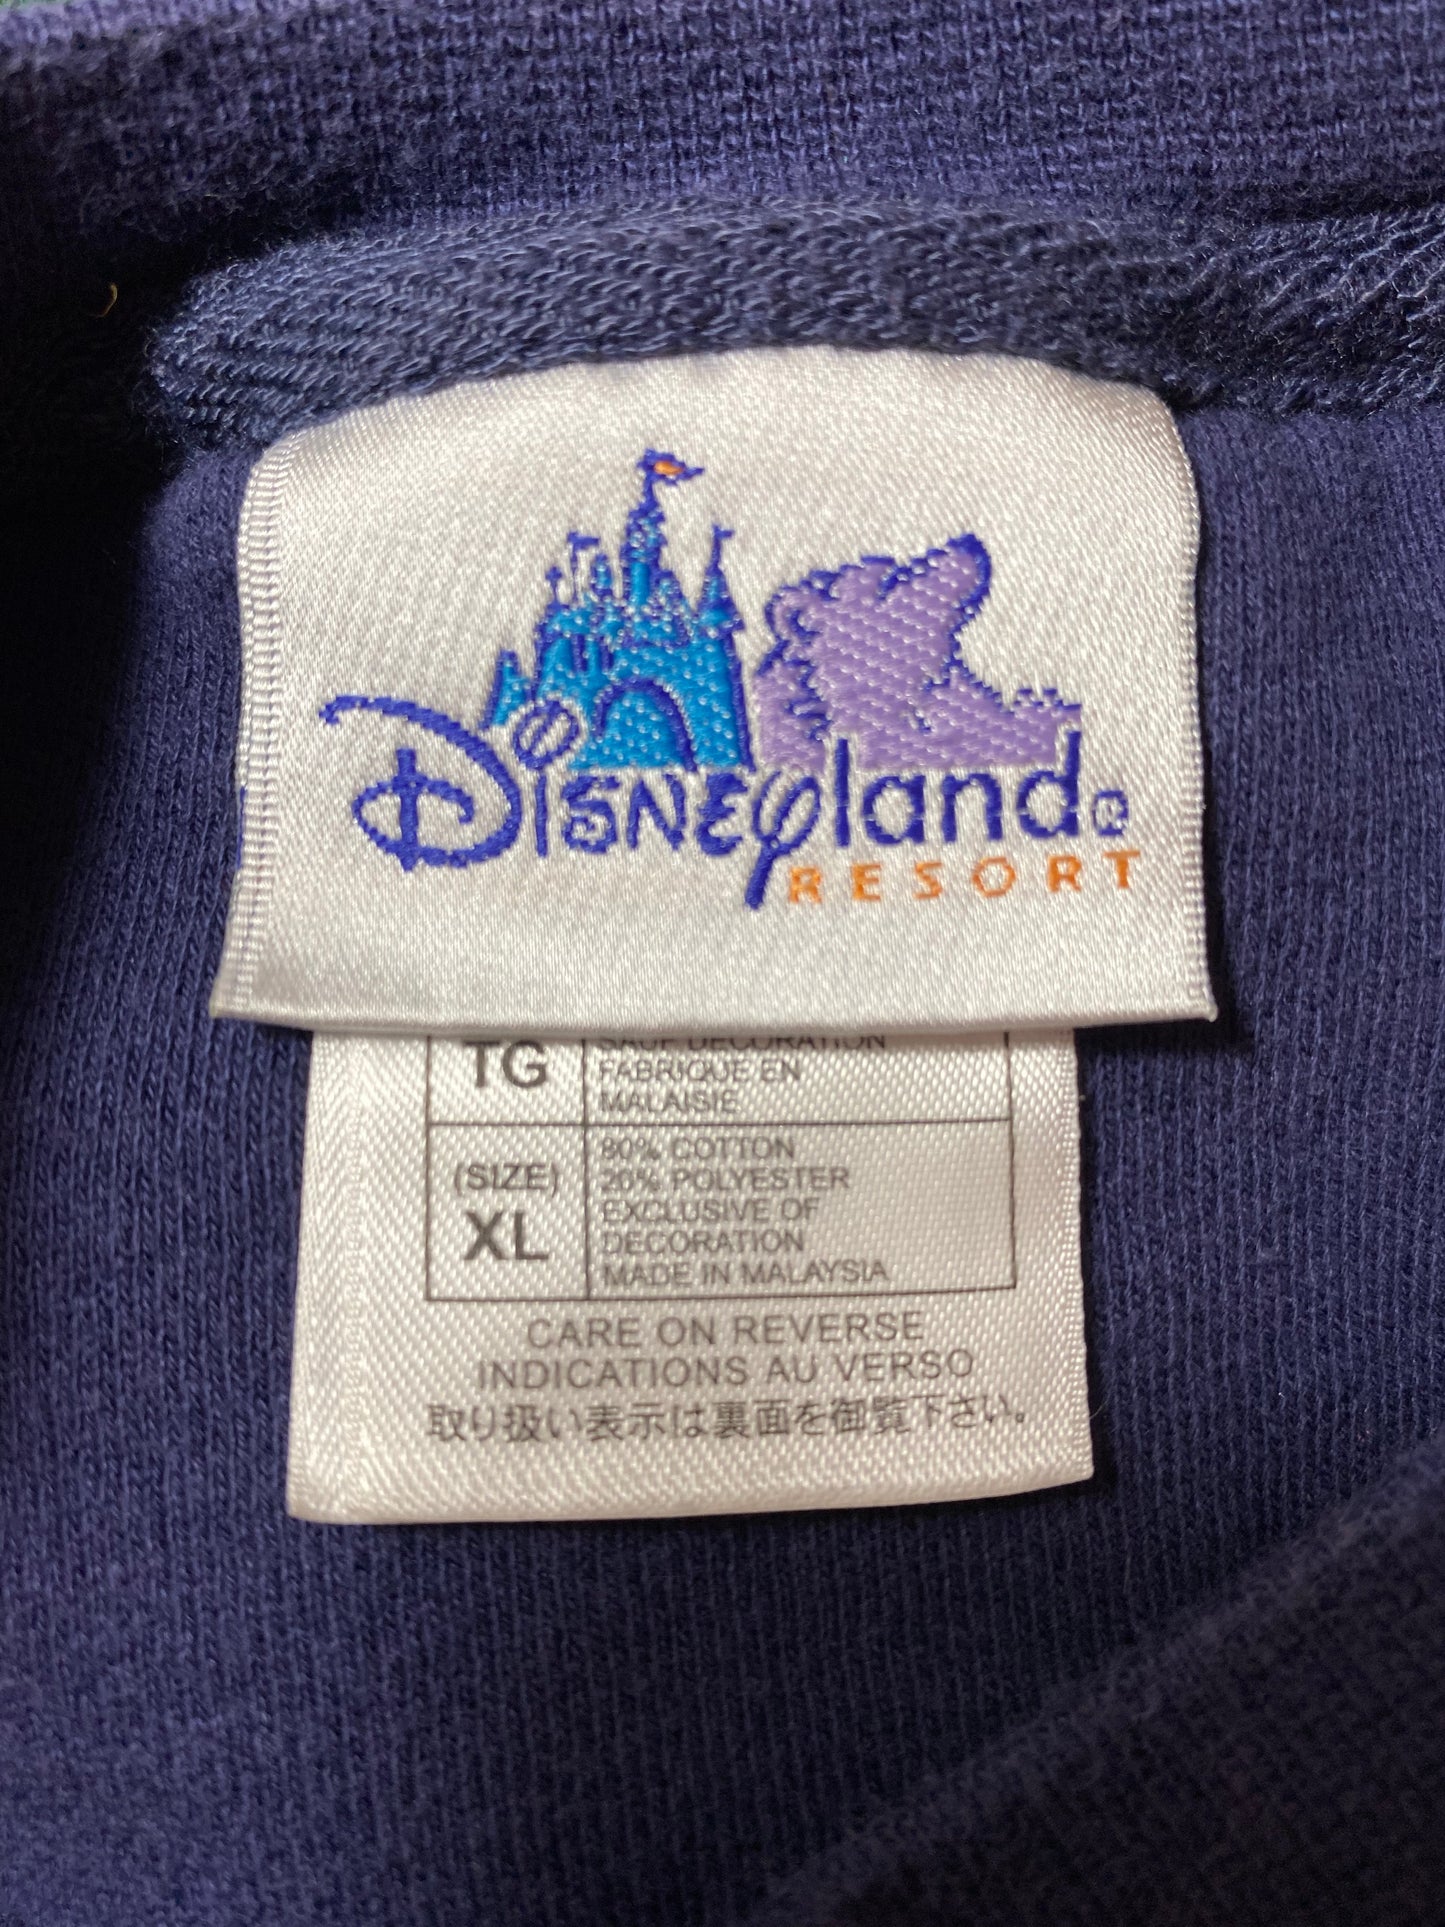 Disneyland®
RESORT
TG
SAUF DECORATION
FABRIQUE EN
MALAISIE
(SIZE)
XL
80% COTTON
20% POLYESTER
EXCLUSIVE OF
DECORATION
MADE IN MALAYSIA
CARE ON REVERSE
INDICATIONS AU VERSO
取り扱い表示は裏面を御覧下さい。